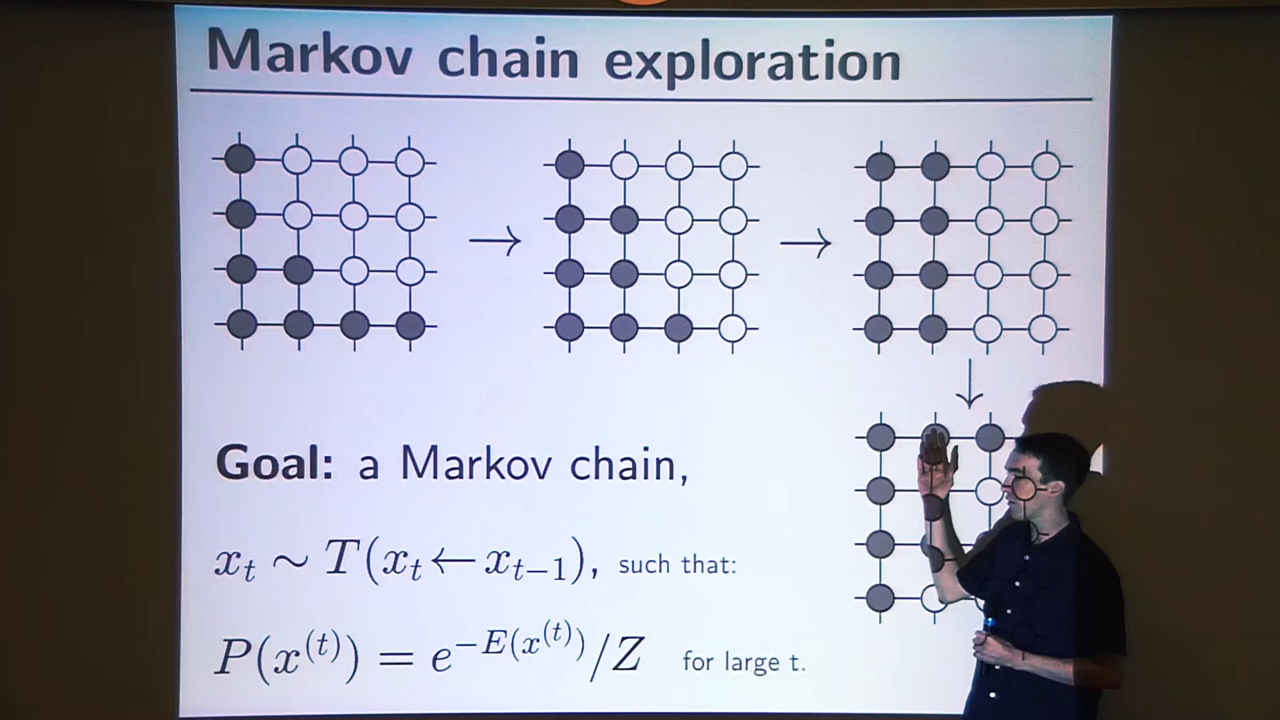 Markov chain exploration
Goal: a Markov chain,
x_t ∼ T(x_t ← x_{t−1}), such that:
P(x^{(t)}) = e^{−E(x^{(t)})}/Z for large t.